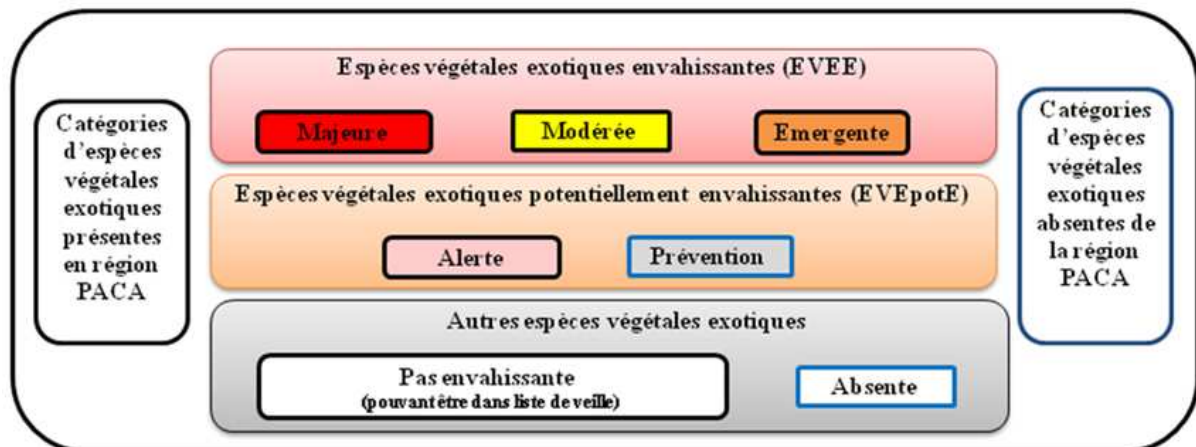 Catégories
d'espèces
végétales
exotiques
présentes
en région
PACA
Espèces végétales exotiques envahissantes (EVEE)
Majeure
Modérée
Emergente
Espèces végétales exotiques potentiellement envahissantes (EVEpotE)
Alerte
Prévention
Autres espèces végétales exotiques
Pas envahissante
(pouvant être dans liste de veille)
Absente
Catégories
d'espèces
végétales
exotiques
absentes de
la région
PACA